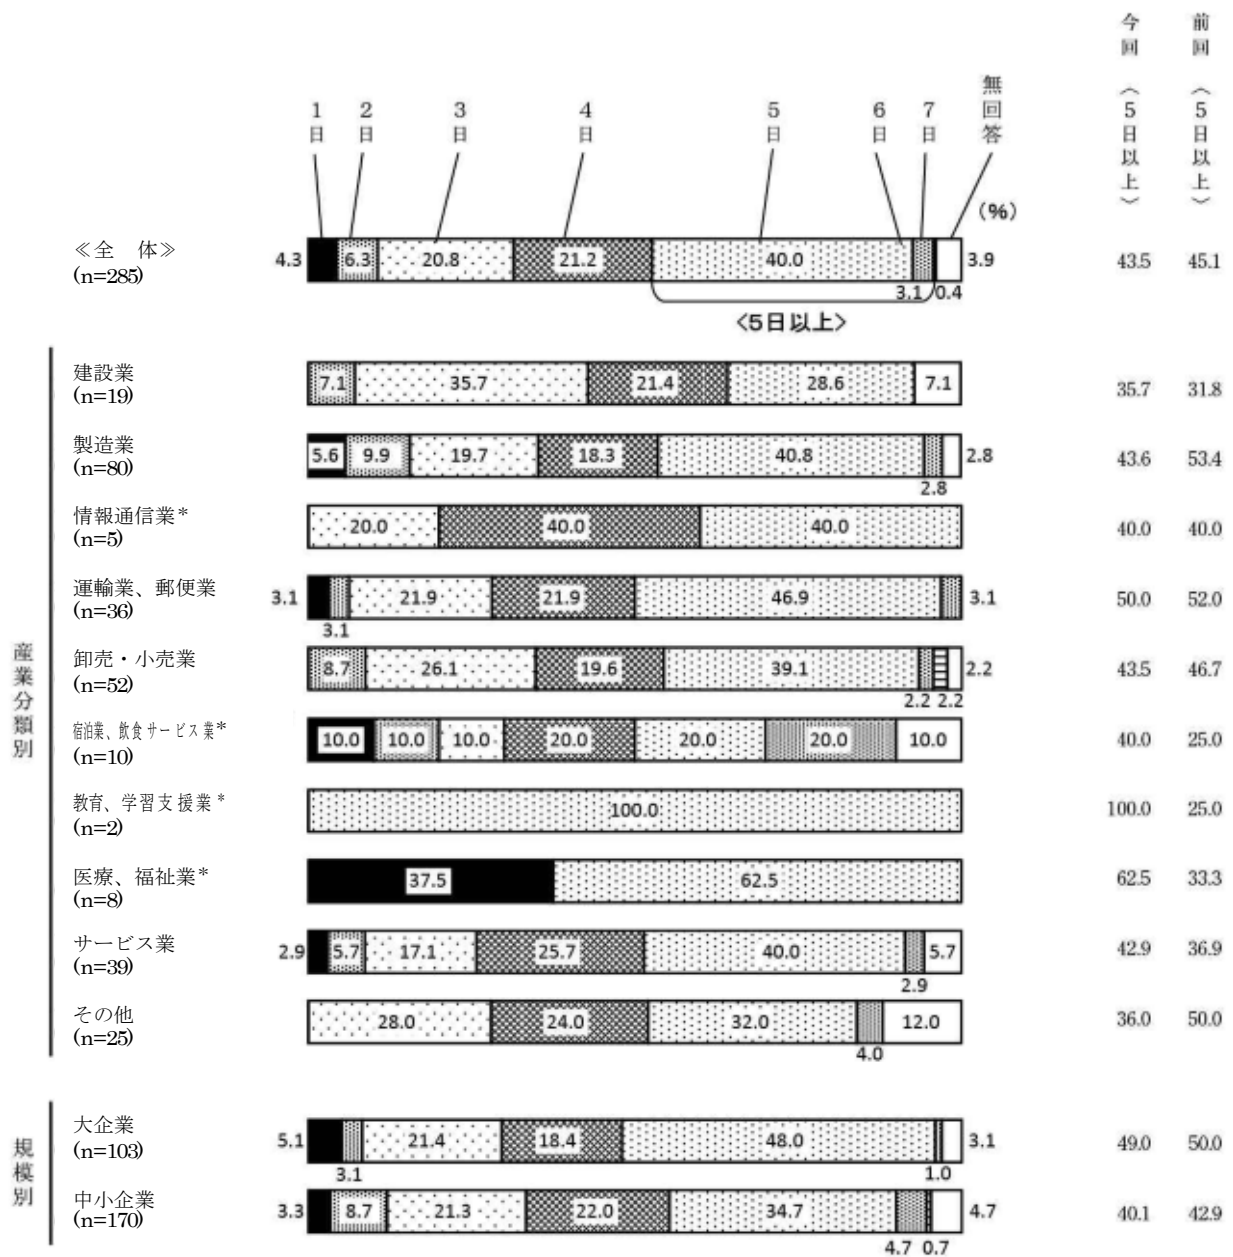 今回〈5日以上〉
前回〈5日以上〉
1日
2日
3日
4日
5日
6日
7日
無回答
(%)
≪全 体≫
(n=285)
4.3 6.3 20.8 21.2 40.0 3.1 0.4 3.9 43.5 45.1
<5日以上>
産業分類別
建設業
(n=19)
7.1 35.7 21.4 28.6 7.1 35.7 31.8
製造業
(n=80)
5.6 9.9 19.7 18.3 40.8 2.8 2.8 43.6 53.4
情報通信業*
(n=5)
20.0 40.0 40.0 40.0 40.0
運輸業、郵便業
(n=36)
3.1 3.1 21.9 21.9 46.9 3.1 50.0 52.0
卸売・小売業
(n=52)
8.7 26.1 19.6 39.1 2.2 2.2 2.2 43.5 46.7
宿泊業、飲食サービス業*
(n=10)
10.0 10.0 10.0 20.0 20.0 20.0 10.0 40.0 25.0
教育、学習支援業*
(n=2)
100.0 100.0 25.0
医療、福祉業*
(n=8)
37.5 62.5 62.5 33.3
サービス業
(n=39)
2.9 5.7 17.1 25.7 40.0 2.9 5.7 42.9 36.9
その他
(n=25)
28.0 24.0 32.0 4.0 12.0 36.0 50.0
規模別
大企業
(n=103)
5.1 3.1 21.4 18.4 48.0 1.0 3.1 49.0 50.0
中小企業
(n=170)
3.3 8.7 21.3 22.0 34.7 4.7 0.7 4.7 40.1 42.9